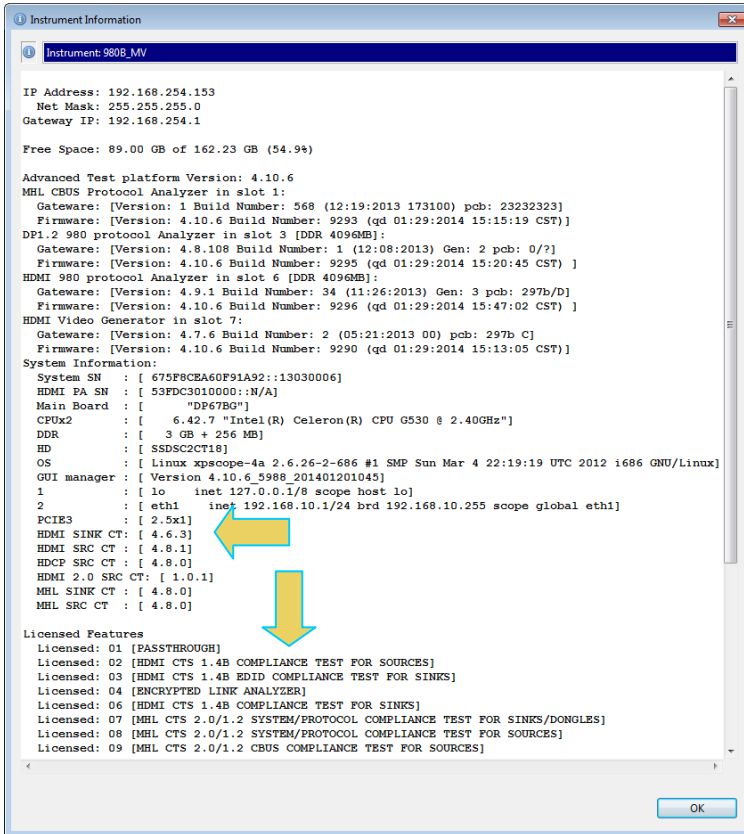 Instrument Information
Instrument: 980B_MV
IP Address: 192.168.254.153
Net Mask: 255.255.255.0
Gateway IP: 192.168.254.1
Free Space: 89.00 GB of 162.23 GB (54.9%)
Advanced Test platform Version: 4.10.6
MHL CBUS Protocol Analyzer in slot 1:
Gateware: [Version: 1 Build Number: 568 (12:19:2013 173100) pcb: 23232323]
Firmware: [Version: 4.10.6 Build Number: 9293 (qd 01:29:2014 15:15:19 CST)]
DP1.2 980 protocol Analyzer in slot 3 [DDR 4096MB]:
Gateware: [Version: 4.8.108 Build Number: 1 (12:08:2013) Gen: 2 pcb: 0/?]
Firmware: [Version: 4.10.6 Build Number: 9295 (qd 01:29:2014 15:20:45 CST) ]
HDMI 980 protocol Analyzer in slot 6 [DDR 4096MB]:
Gateware: [Version: 4.9.1 Build Number: 34 (11:26:2013) Gen: 3 pcb: 297b/D]
Firmware: [Version: 4.10.6 Build Number: 9296 (qd 01:29:2014 15:47:02 CST) ]
HDMI Video Generator in slot 7:
Gateware: [Version: 4.7.6 Build Number: 2 (05:21:2013 00) pcb: 297b C]
Firmware: [Version: 4.10.6 Build Number: 9290 (qd 01:29:2014 15:13:05 CST)]
System Information:
System SN : [ 675F8CEA60F91A92::13030006]
HDMI PA SN : [ 53FDC3010000::N/A]
Main Board : [ "DP67BG"]
CPUx2 : [ 6.42.7 "Intel(R) Celeron(R) CPU G530 @ 2.40GHz"]
DDR : [ 3 GB + 256 MB]
HD : [ SSDSC2CT18]
OS : [ Linux xpscope-4a 2.6.26-2-686 #1 SMP Sun Mar 4 22:19:19 UTC 2012 i686 GNU/Linux]
GUI manager : [ Version 4.10.6_5988_201401201045]
1 : [ lo inet 127.0.0.1/8 scope host lo]
2 : [ eth1 inet 192.168.10.1/24 brd 192.168.10.255 scope global eth1]
PCIE3 : [ 2.5x1]
HDMI SINK CT: [ 4.6.3]
HDMI SRC CT : [ 4.8.1]
HDCP SRC CT : [ 4.8.0]
HDMI 2.0 SRC CT: [ 1.0.1]
MHL SINK CT : [ 4.8.0]
MHL SRC CT : [ 4.8.0]
Licensed Features
Licensed: 01 [PASSTHROUGH]
Licensed: 02 [HDMI CTS 1.4B COMPLIANCE TEST FOR SOURCES]
Licensed: 03 [HDMI CTS 1.4B EDID COMPLIANCE TEST FOR SINKS]
Licensed: 04 [ENCRYPTED LINK ANALYZER]
Licensed: 06 [HDMI CTS 1.4B COMPLIANCE TEST FOR SINKS]
Licensed: 07 [MHL CTS 2.0/1.2 SYSTEM/PROTOCOL COMPLIANCE TEST FOR SINKS/DONGLES]
Licensed: 08 [MHL CTS 2.0/1.2 SYSTEM/PROTOCOL COMPLIANCE TEST FOR SOURCES]
Licensed: 09 [MHL CTS 2.0/1.2 CBUS COMPLIANCE TEST FOR SOURCES]
OK